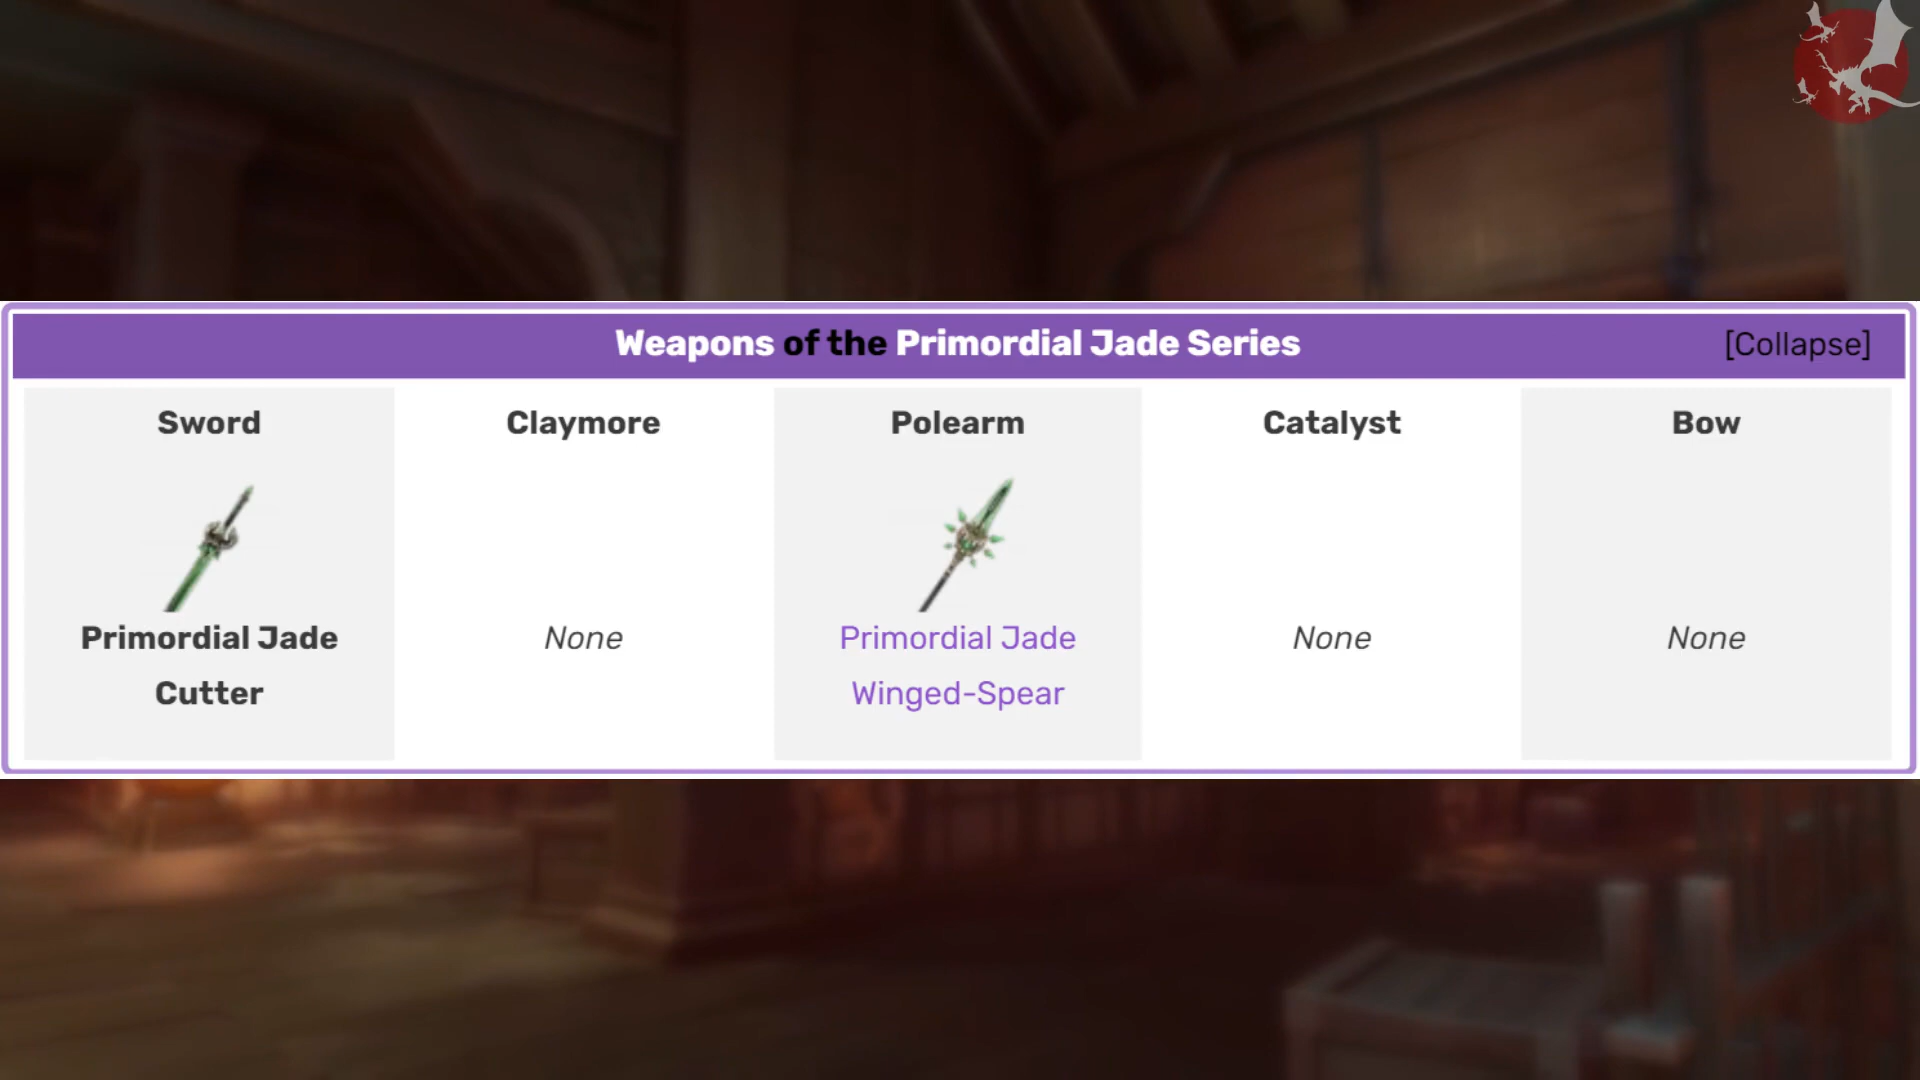 Weapons of the Primordial Jade Series [Collapse]
Sword Claymore Polearm Catalyst Bow
Primordial Jade
Cutter
None
Primordial Jade
Winged-Spear
None
None